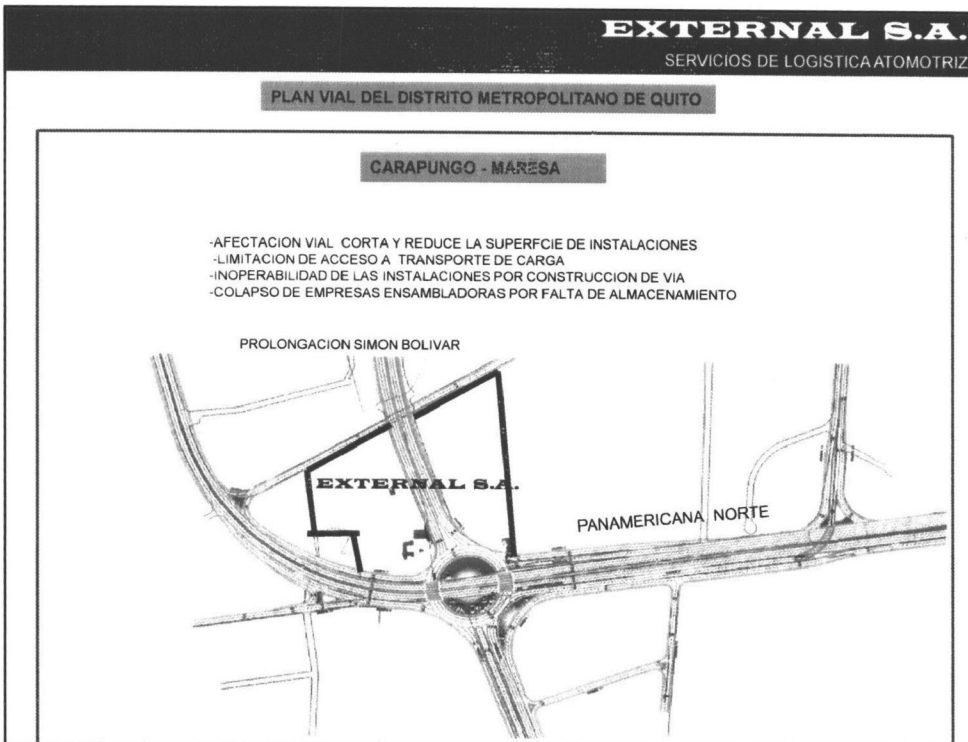 EXTERNAL S.A.
SERVICIOS DE LOGISTICA ATOMOTRIZ
PLAN VIAL DEL DISTRITO METROPOLITANO DE QUITO
CARAPUNGO - MARESA
-AFECTACION VIAL CORTA Y REDUCE LA SUPERFCIE DE INSTALACIONES
-LIMITACION DE ACCESO A TRANSPORTE DE CARGA
-INOPERABILIDAD DE LAS INSTALACIONES POR CONSTRUCCION DE VIA
-COLAPSO DE EMPRESAS ENSAMBLADORAS POR FALTA DE ALMACENAMIENTO
PROLONGACION SIMON BOLIVAR
EXTERNAL S.A.
PANAMERICANA NORTE